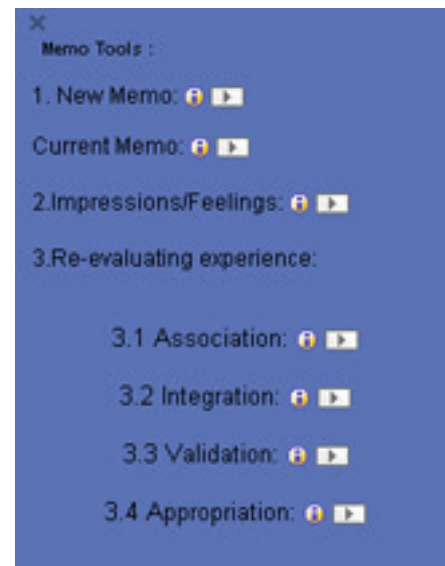 Memo Tools :
1. New Memo:
Current Memo:
2.Impressions/Feelings:
3.Re-evaluating experience:
3.1 Association:
3.2 Integration:
3.3 Validation:
3.4 Appropriation: